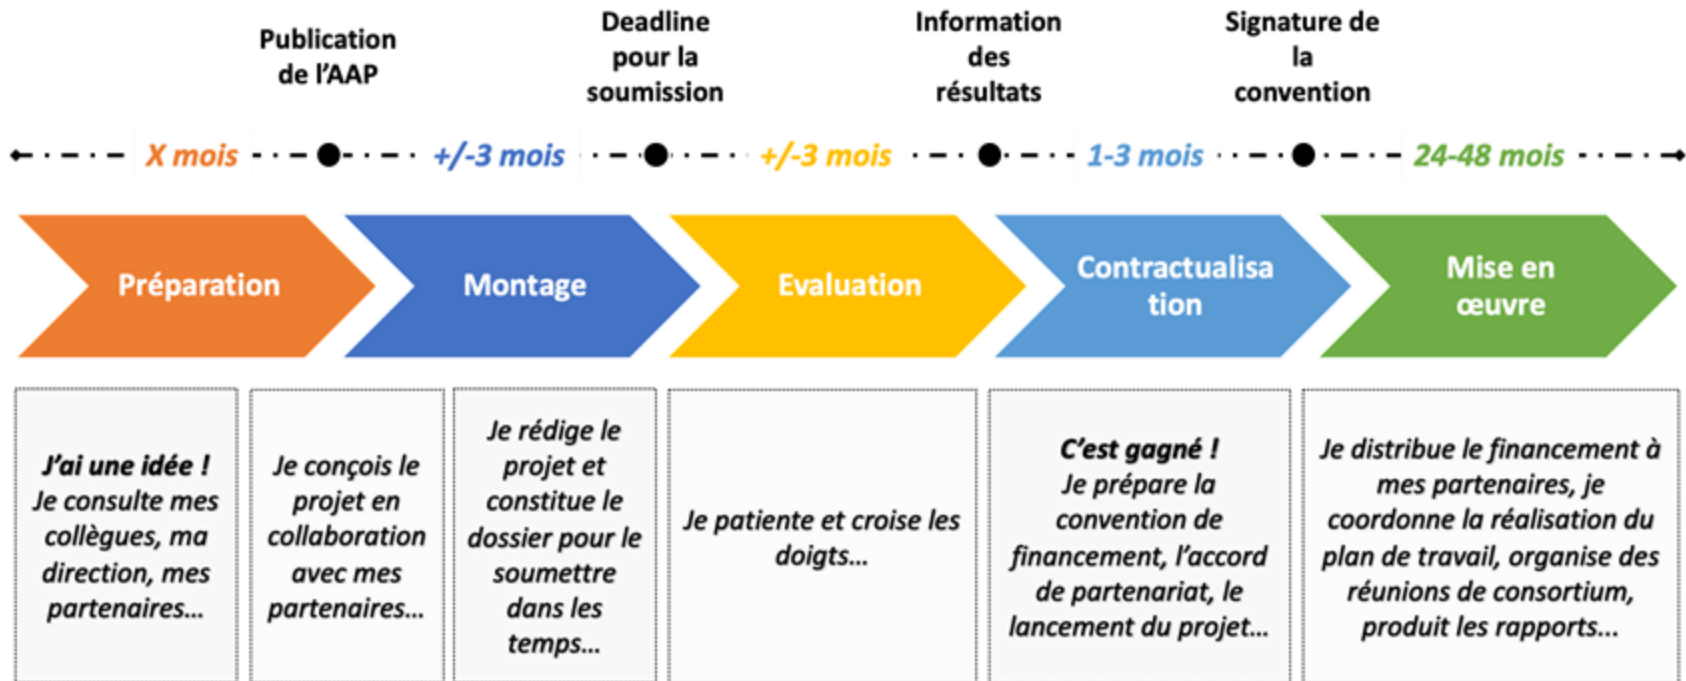 Publication
de l'AAP
Deadline
pour la
soumission
Information
des
résultats
Signature de
la
convention
X mois
+/-3 mois
+/-3 mois
1-3 mois
24-48 mois
Préparation
Montage
Evaluation
Contractualisa
tion
Mise en
œuvre
J'ai une idée !
Je consulte mes
collègues, ma
direction, mes
partenaires...
Je conçois le
projet en
collaboration
avec mes
partenaires...
Je rédige le
projet et
constitue le
dossier pour le
soumettre
dans les
temps...
Je patiente et croise les
doigts...
C'est gagné !
Je prépare la
convention de
financement, l'accord
de partenariat, le
lancement du projet...
Je distribue le financement à
mes partenaires, je
coordonne la réalisation du
plan de travail, organise des
réunions de consortium,
produit les rapports...